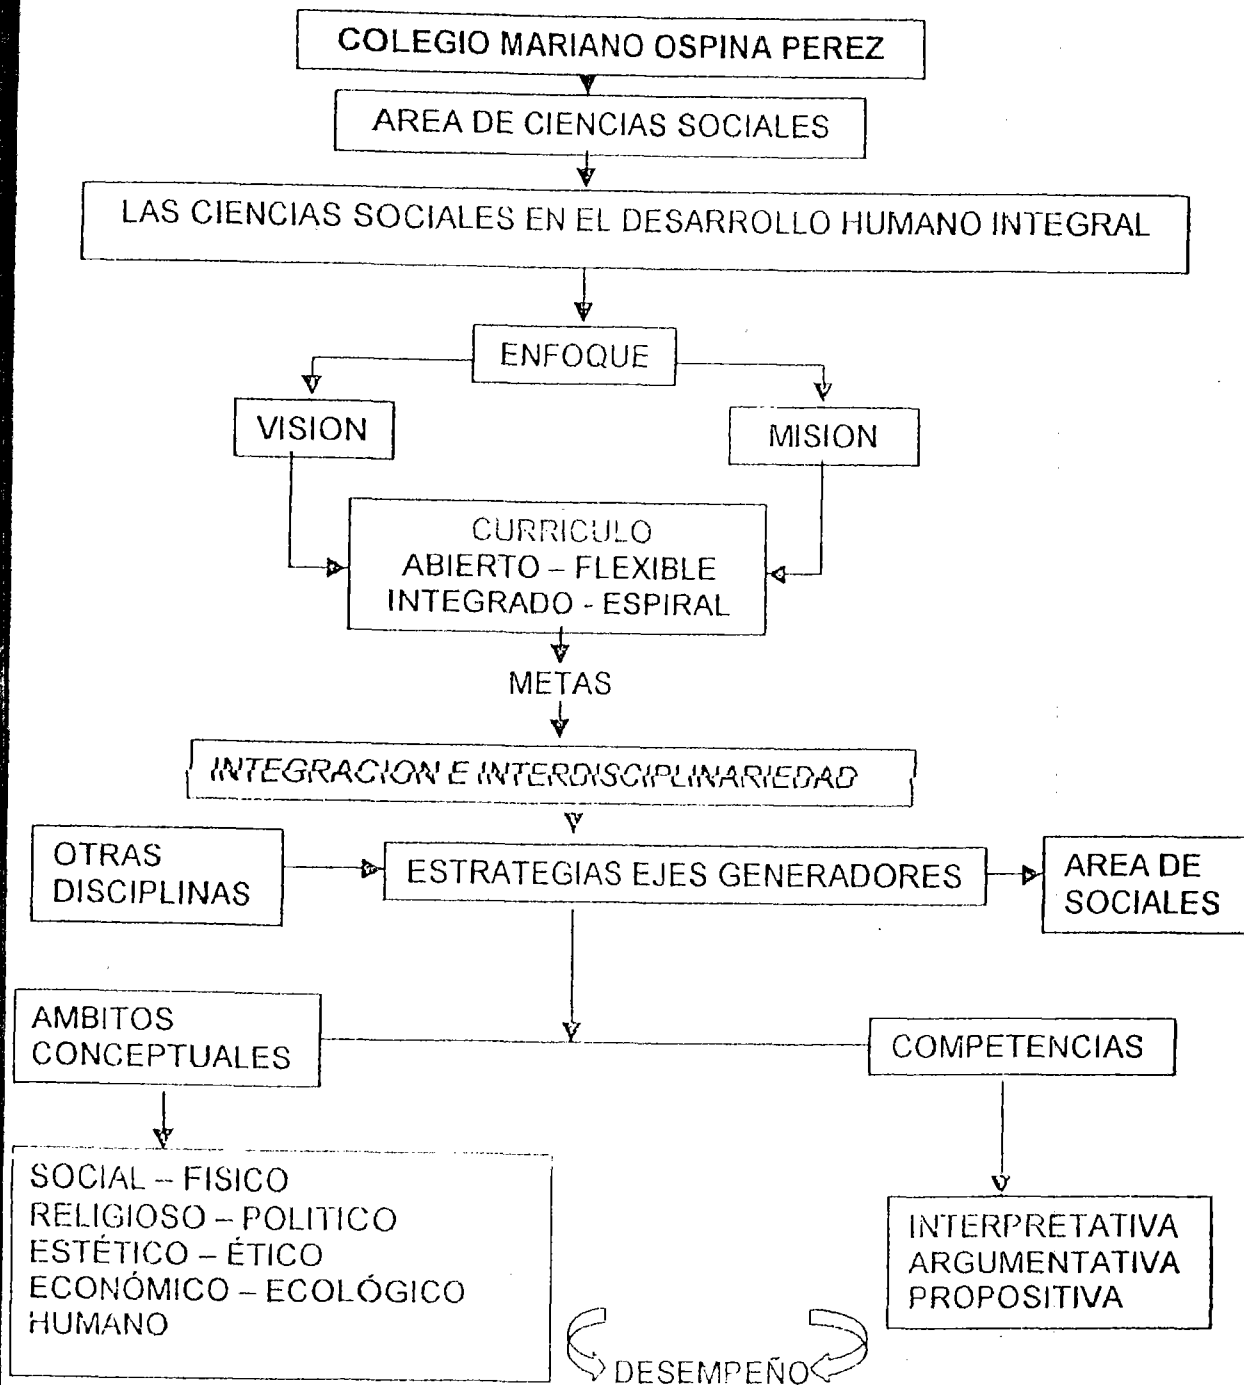 COLEGIO MARIANO OSPINA PEREZ
AREA DE CIENCIAS SOCIALES
LAS CIENCIAS SOCIALES EN EL DESARROLLO HUMANO INTEGRAL
ENFOQUE
VISION
MISION
CURRICULO
ABIERTO – FLEXIBLE
INTEGRADO - ESPIRAL
METAS
INTEGRACION E INTERDISCIPLINARIEDAD
OTRAS
DISCIPLINAS
ESTRATEGIAS EJES GENERADORES
AREA DE
SOCIALES
AMBITOS
CONCEPTUALES
COMPETENCIAS
SOCIAL – FISICO
RELIGIOSO – POLITICO
ESTÉTICO – ÉTICO
ECONÓMICO – ECOLÓGICO
HUMANO
INTERPRETATIVA
ARGUMENTATIVA
PROPOSITIVA
DESEMPEÑO